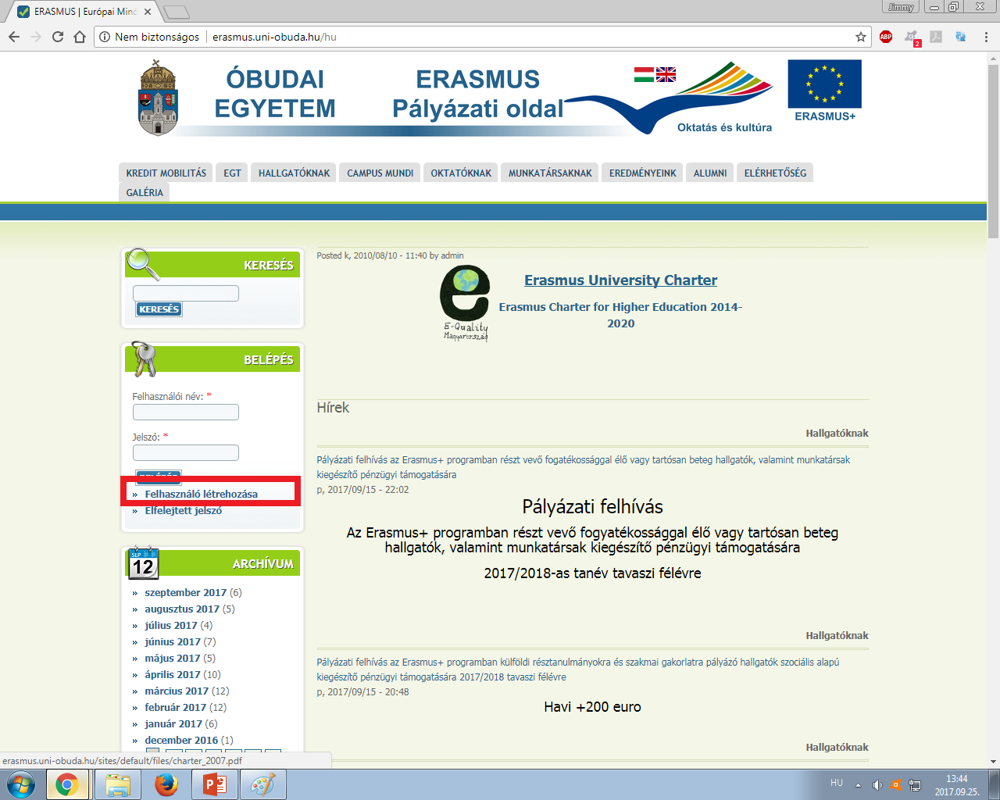 ERASMUS | Európai Min
Jimmy
Nem biztonságos
erasmus.uni-obuda.hu/hu
ABP
2
ÓBUDAI
EGYETEM
ERASMUS
Pályázati oldal
Oktatás és kultúra
ERASMUS+
KREDIT MOBILITÁS
EGT
HALLGATÓKNAK
CAMPUS MUNDI
OKTATÓKNAK
MUNKATÁRSAKNAK
EREDMÉNYEINK
ALUMNI
ELÉRHETŐSÉG
GALÉRIA
KERESÉS
KERESÉS
BELÉPÉS
Felhasználói név: *
Jelszó: *
BELÉPÉS
» Felhasználó létrehozása
» Elfelejtett jelszó
SEP
12
ARCHÍVUM
» szeptember 2017 (6)
» augusztus 2017 (5)
» július 2017 (4)
» június 2017 (7)
» május 2017 (5)
» április 2017 (10)
» március 2017 (12)
» február 2017 (12)
» január 2017 (6)
» december 2016 (1)
Posted k, 2010/08/10 - 11:40 by admin
e
E-Quality
Magyarország
Erasmus University Charter
Erasmus Charter for Higher Education 2014-
2020
Hírek
Hallgatóknak
Pályázati felhívás az Erasmus+ programban részt vevő fogatékossággal élő vagy tartósan beteg hallgatók, valamint munkatársak
kiegészítő pénzügyi támogatására
p, 2017/09/15 - 22:02
Pályázati felhívás
Az Erasmus+ programban részt vevő fogyatékossággal élő vagy tartósan beteg
hallgatók, valamint munkatársak kiegészítő pénzügyi támogatására
2017/2018-as tanév tavaszi félévre
Hallgatóknak
Pályázati felhívás az Erasmus+ programban külföldi résztanulmányokra és szakmai gakorlatra pályázó hallgatók szociális alapú
kiegészítő pénzügyi támogatására 2017/2018 tavaszi félévre
p, 2017/09/15 - 20:48
Havi +200 euro
Hallgatóknak
erasmus.uni-obuda.hu/sites/default/files/charter_2007.pdf
HU
13:44
2017.09.25.